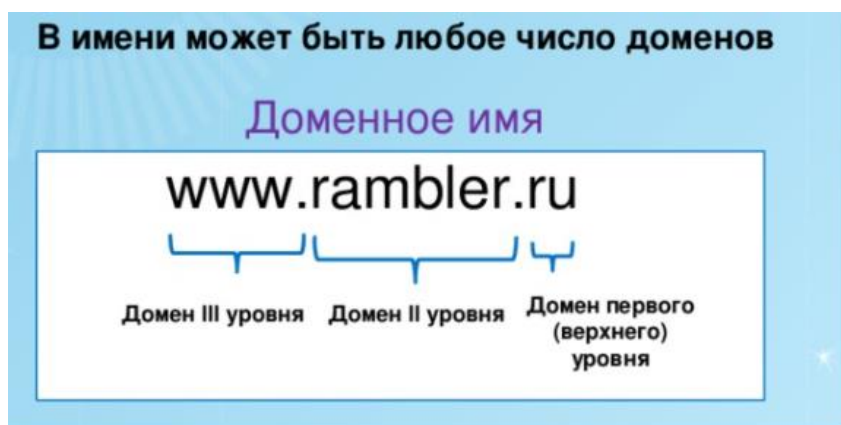 В имени может быть любое число доменов
Доменное имя
www.rambler.ru
Домен III уровня
Домен II уровня
Домен первого
(верхнего)
уровня